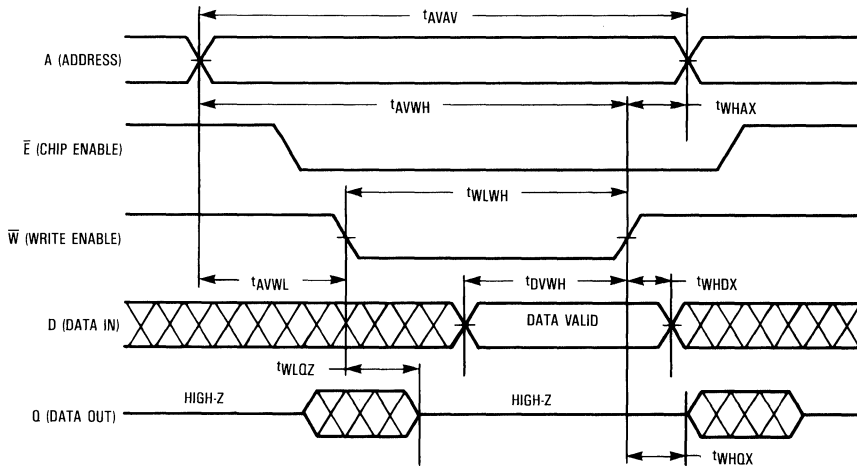 tAVAV
A (ADDRESS)
tAVWH
tWHAX
E̅ (CHIP ENABLE)
tWLWH
W̅ (WRITE ENABLE)
tAVWL
tDVWH
tWHDX
D (DATA IN)
DATA VALID
tWLQZ
HIGH-Z
HIGH-Z
Q (DATA OUT)
tWHQX